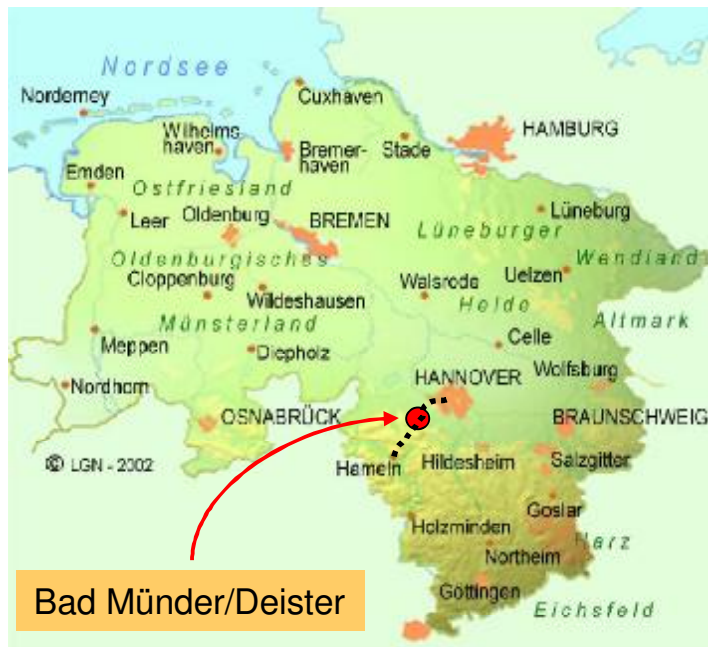 Nordsee
Norderney
Cuxhaven
Wilhelms
haven
Bremer-
haven
Stade
HAMBURG
Emden
Ostfriesland
Leer
Oldenburg
BREMEN
Lüneburg
Lüneburger
Oldenburgisches
Wendland
Cloppenburg
Wildeshausen
Walsrode
Uelzen
Heide
Münsterland
Altmark
Meppen
Diepholz
Celle
Nordhorn
HANNOVER
Wolfsburg
OSNABRÜCK
BRAUNSCHWEIG
© LGN - 2002
Hameln
Hildesheim
Salzgitter
Goslar
Holzminden
Harz
Northeim
Göttingen
Eichsfeld
Bad Münder/Deister